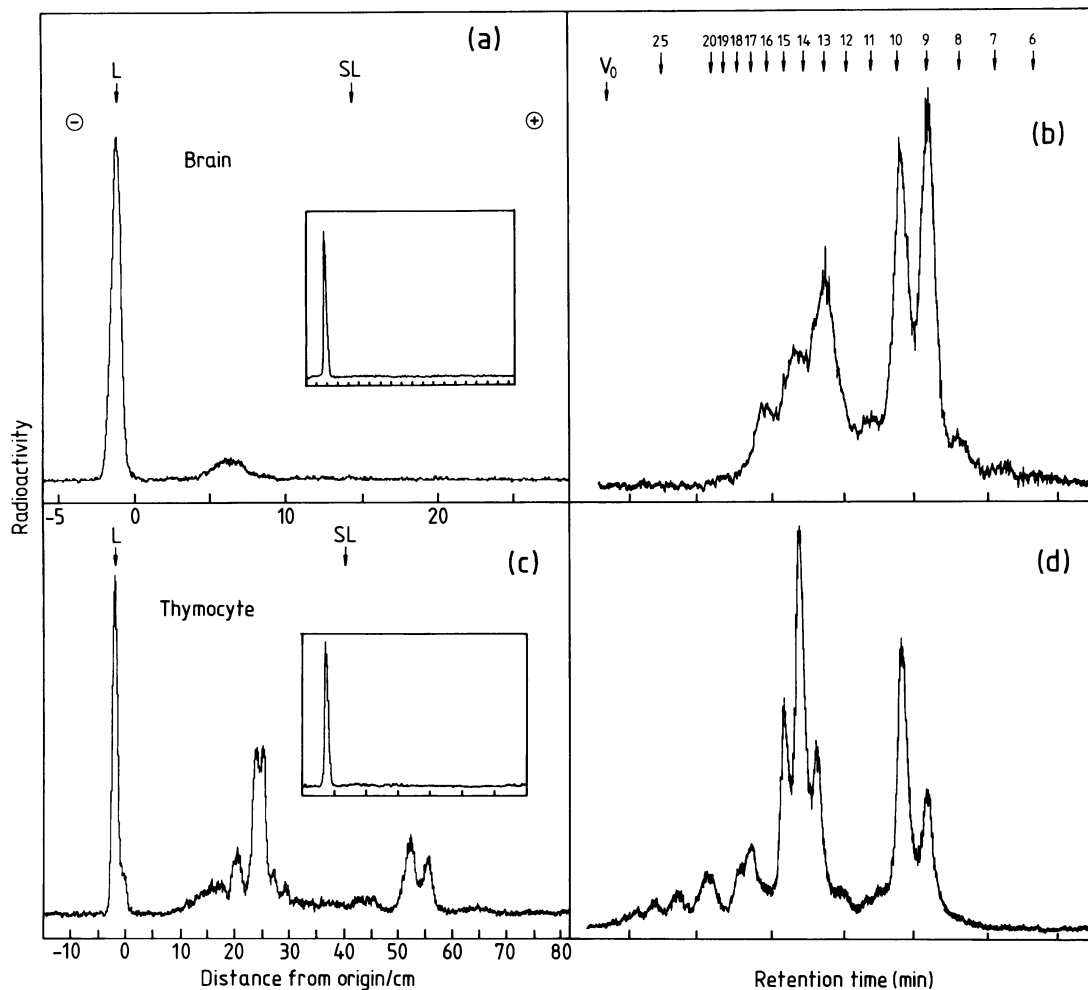 (a)
L
SL
⊖
⊕
Brain
-5 0 10 20
25 20 19 18 17 16 15 14 13 12 11 10 9 8 7 6
V₀
(b)
Radioactivity
L
SL
(c)
Thymocyte
-10 0 10 20 30 40 50 60 70 80
Distance from origin/cm
(d)
Retention time (min)